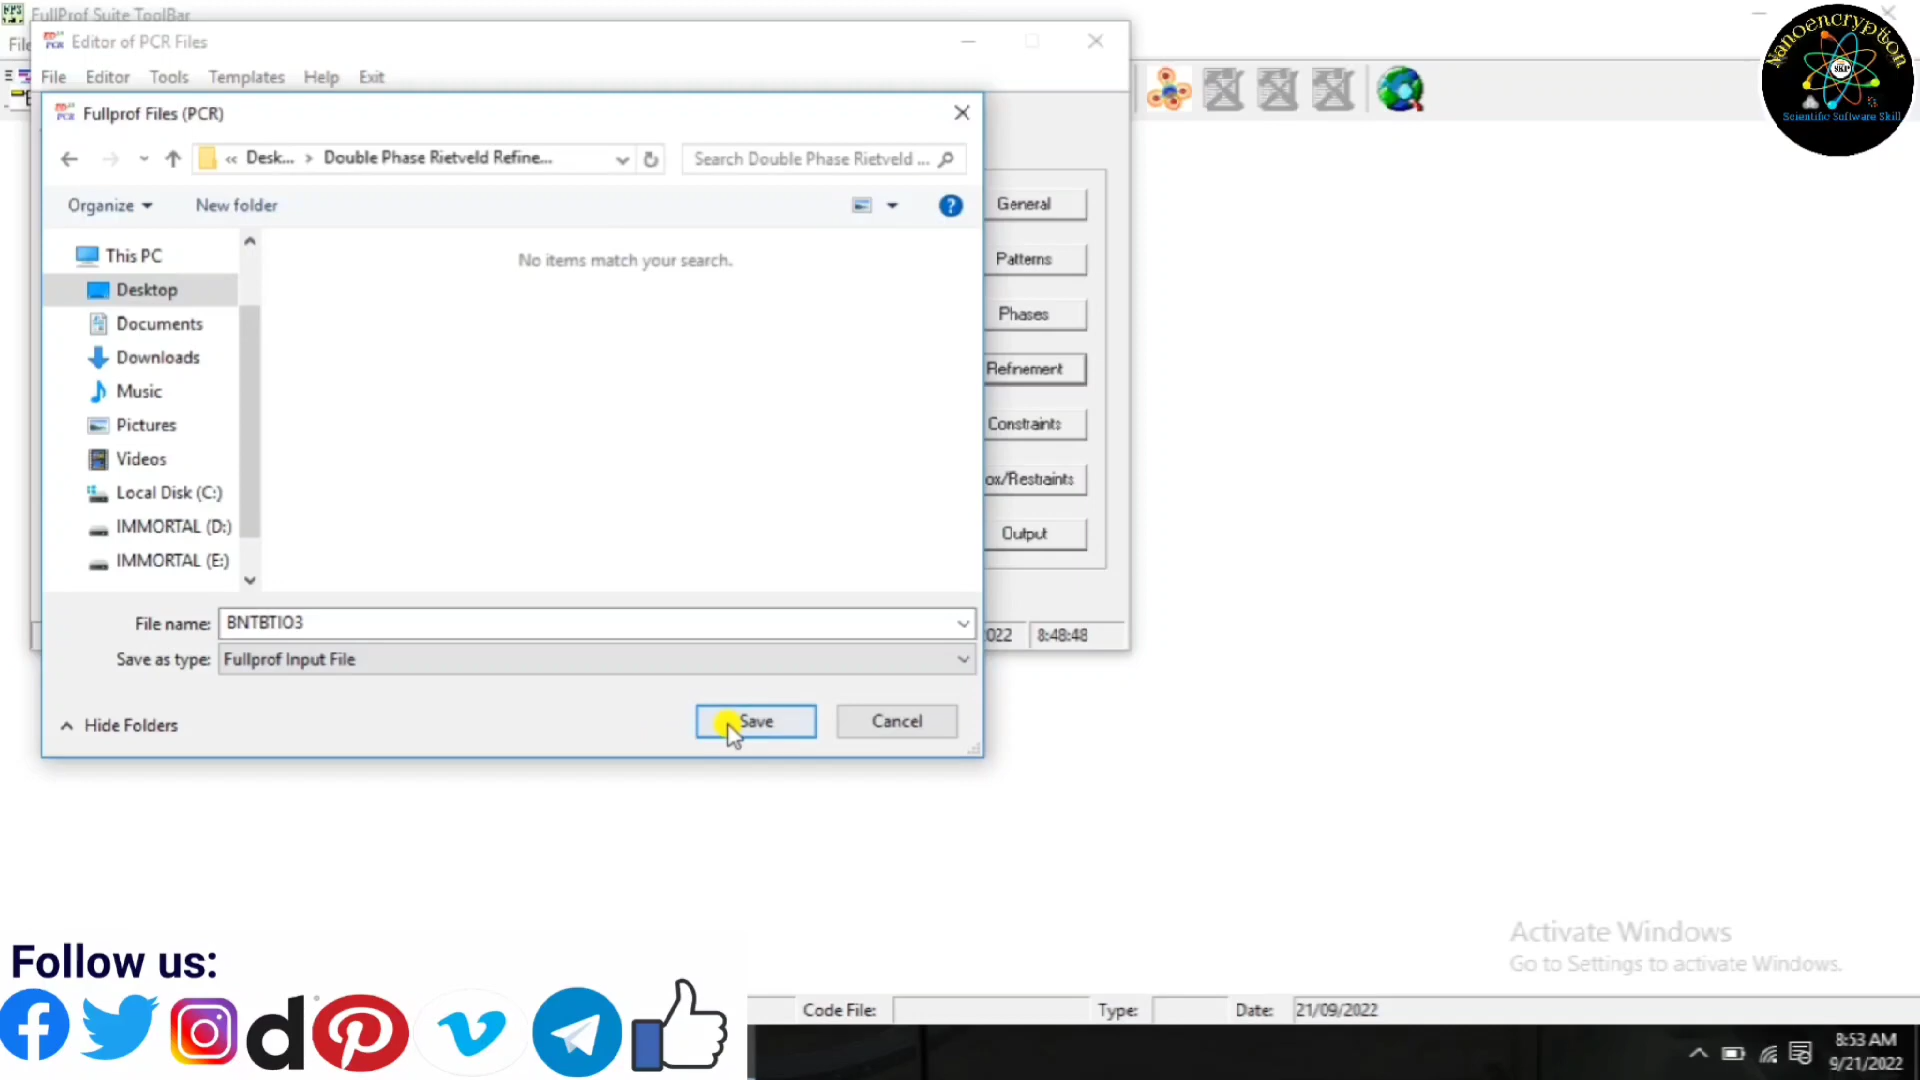 FullProf Suite ToolBar
Editor of PCR Files
File Editor Tools Templates Help Exit
Fullprof Files (PCR)
« Desk... > Double Phase Rietveld Refine...
Search Double Phase Rietveld ...
Organize
New folder
This PC
Desktop
Documents
Downloads
Music
Pictures
Videos
Local Disk (C:)
IMMORTAL (D:)
IMMORTAL (E:)
No items match your search.
General
Patterns
Phases
Refinement
Constraints
ox/Restraints
Output
File name: BNTBTIO3
Save as type: Fullprof Input File
Hide Folders
Save
Cancel
022 8:48:48
Nanoencryption
SKP
Scientific Software Skill
Activate Windows
Go to Settings to activate Windows.
Follow us:
Code File: Type: Date: 21/09/2022
8:53 AM
9/21/2022